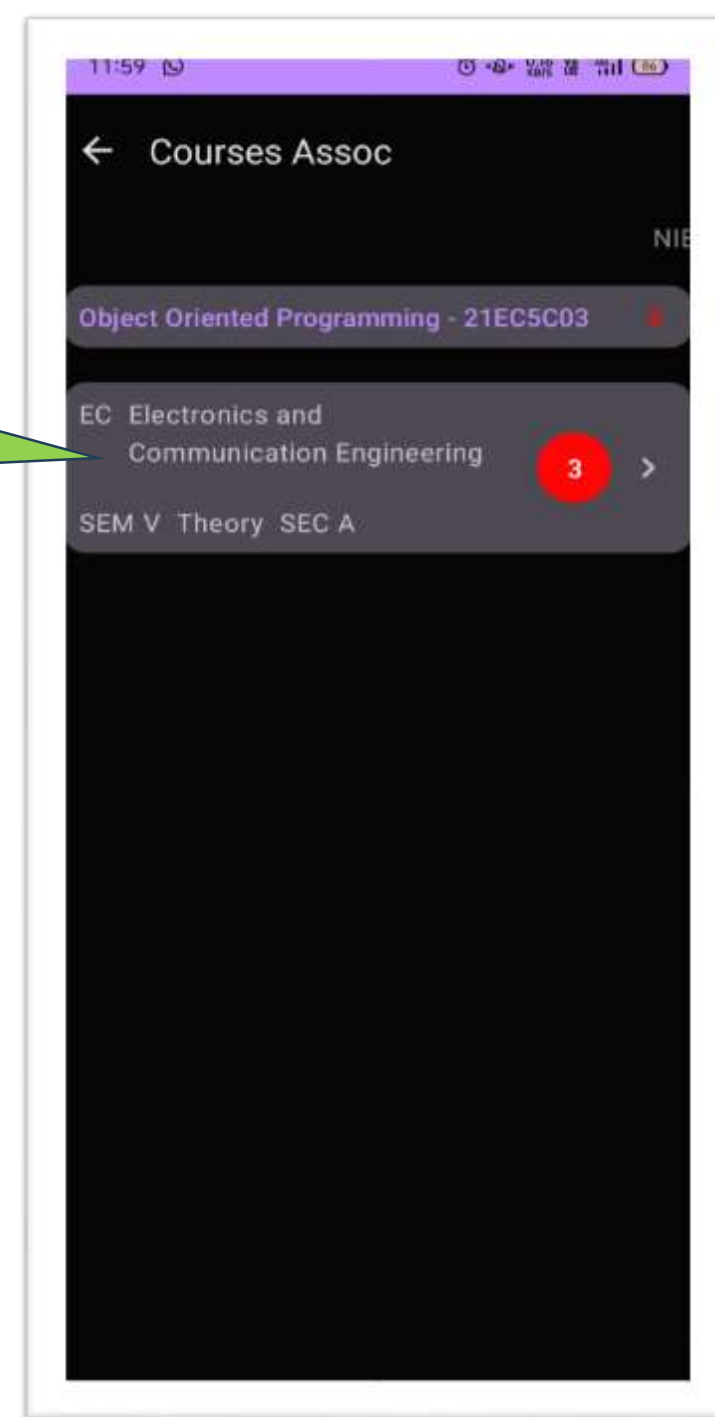 11:59
← Courses Assoc
NIE
Object Oriented Programming - 21EC5C03
EC Electronics and
Communication Engineering
3 >
SEM V Theory SEC A